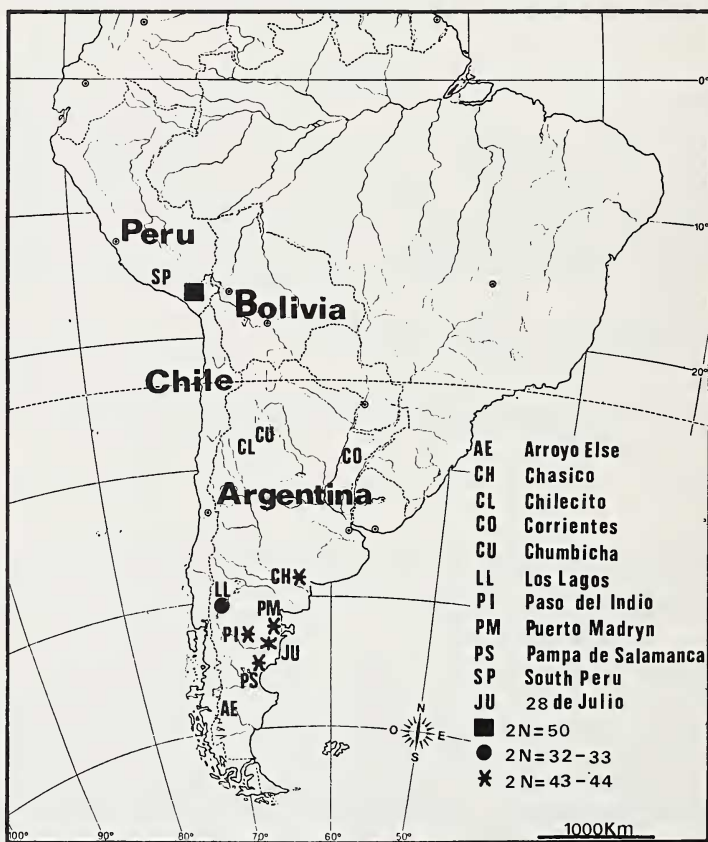 0°
Peru
10°
SP
Bolivia
Chile
20°
CU
CL
CO
AE Arroyo Else
CH Chasico
CL Chilecito
CO Corrientes
CU Chumbicha
LL Los Lagos
PI Paso del Indio
PM Puerto Madryn
PS Pampa de Salamanca
SP South Peru
JU 28 de Julio
2N=50
2N=32-33
2N=43-44
Argentina
CH
LL
PM
PI
JU
PS
AE
N
O E
S
100° 90° 80° 70° 60° 50°
1000Km